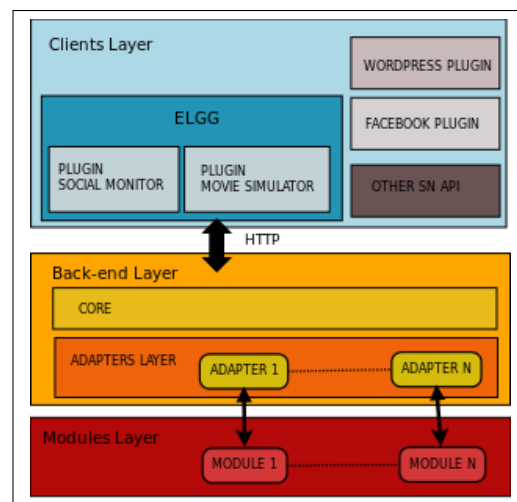 Clients Layer
WORDPRESS PLUGIN
ELGG
FACEBOOK PLUGIN
PLUGIN
SOCIAL MONITOR
PLUGIN
MOVIE SIMULATOR
OTHER SN API
HTTP
Back-end Layer
CORE
ADAPTERS LAYER
ADAPTER 1
ADAPTER N
Modules Layer
MODULE 1
MODULE N